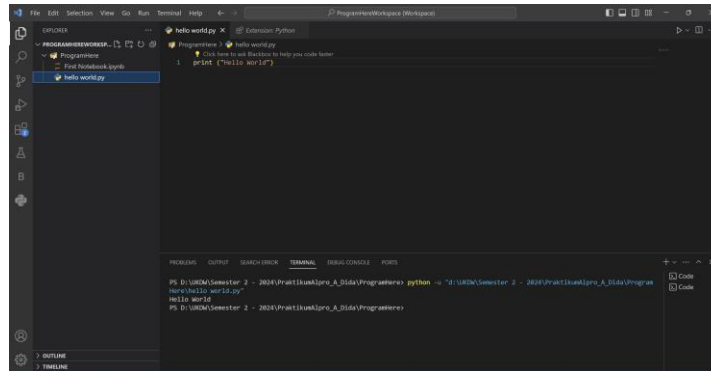 File Edit Selection View Go Run Terminal Help
ProgramHereWorkspace (Workspace)
EXPLORER
PROGRAMHEREWORKSP...
ProgramHere
First Notebook.ipynb
hello world.py
OUTLINE
TIMELINE
hello world.py
Extension: Python
ProgramHere > hello world.py
Click here to ask Blackbox to help you code faster
1 print ("Hello World")
PROBLEMS OUTPUT SEARCH ERROR TERMINAL DEBUG CONSOLE PORTS
PS D:\UKDW\Semester 2 - 2024\PraktikumAlpro_A_Dida\ProgramHere> python -u "d:\UKDW\Semester 2 - 2024\PraktikumAlpro_A_Dida\Program
Here\hello world.py"
Hello World
PS D:\UKDW\Semester 2 - 2024\PraktikumAlpro_A_Dida\ProgramHere>
Code
Code